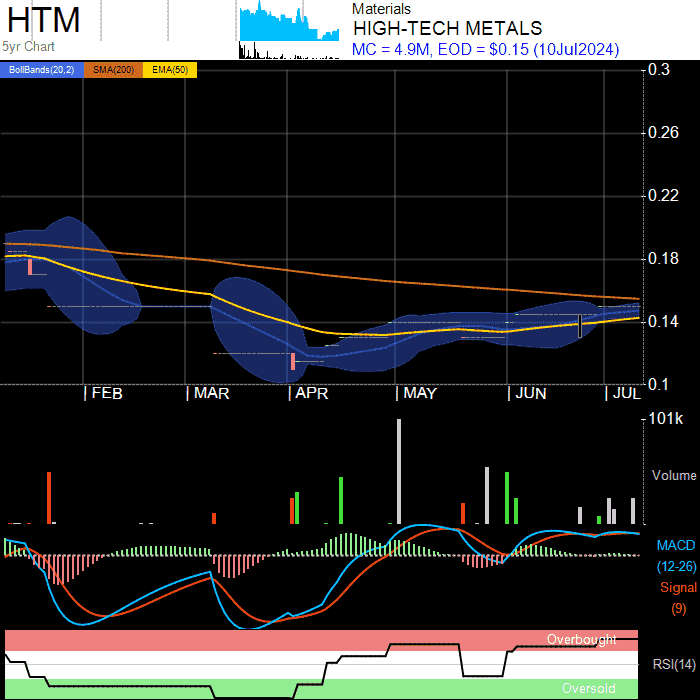 HTM
5yr Chart
Materials
HIGH-TECH METALS
MC = 4.9M, EOD = $0.15 (10Jul2024)
BollBands(20,2) SMA(200) EMA(50)
0.3
0.26
0.22
0.18
0.14
0.1
| FEB | MAR | APR | MAY | JUN | JUL
101k
Volume
MACD
(12-26)
Signal
(9)
Overbought
RSI(14)
Oversold